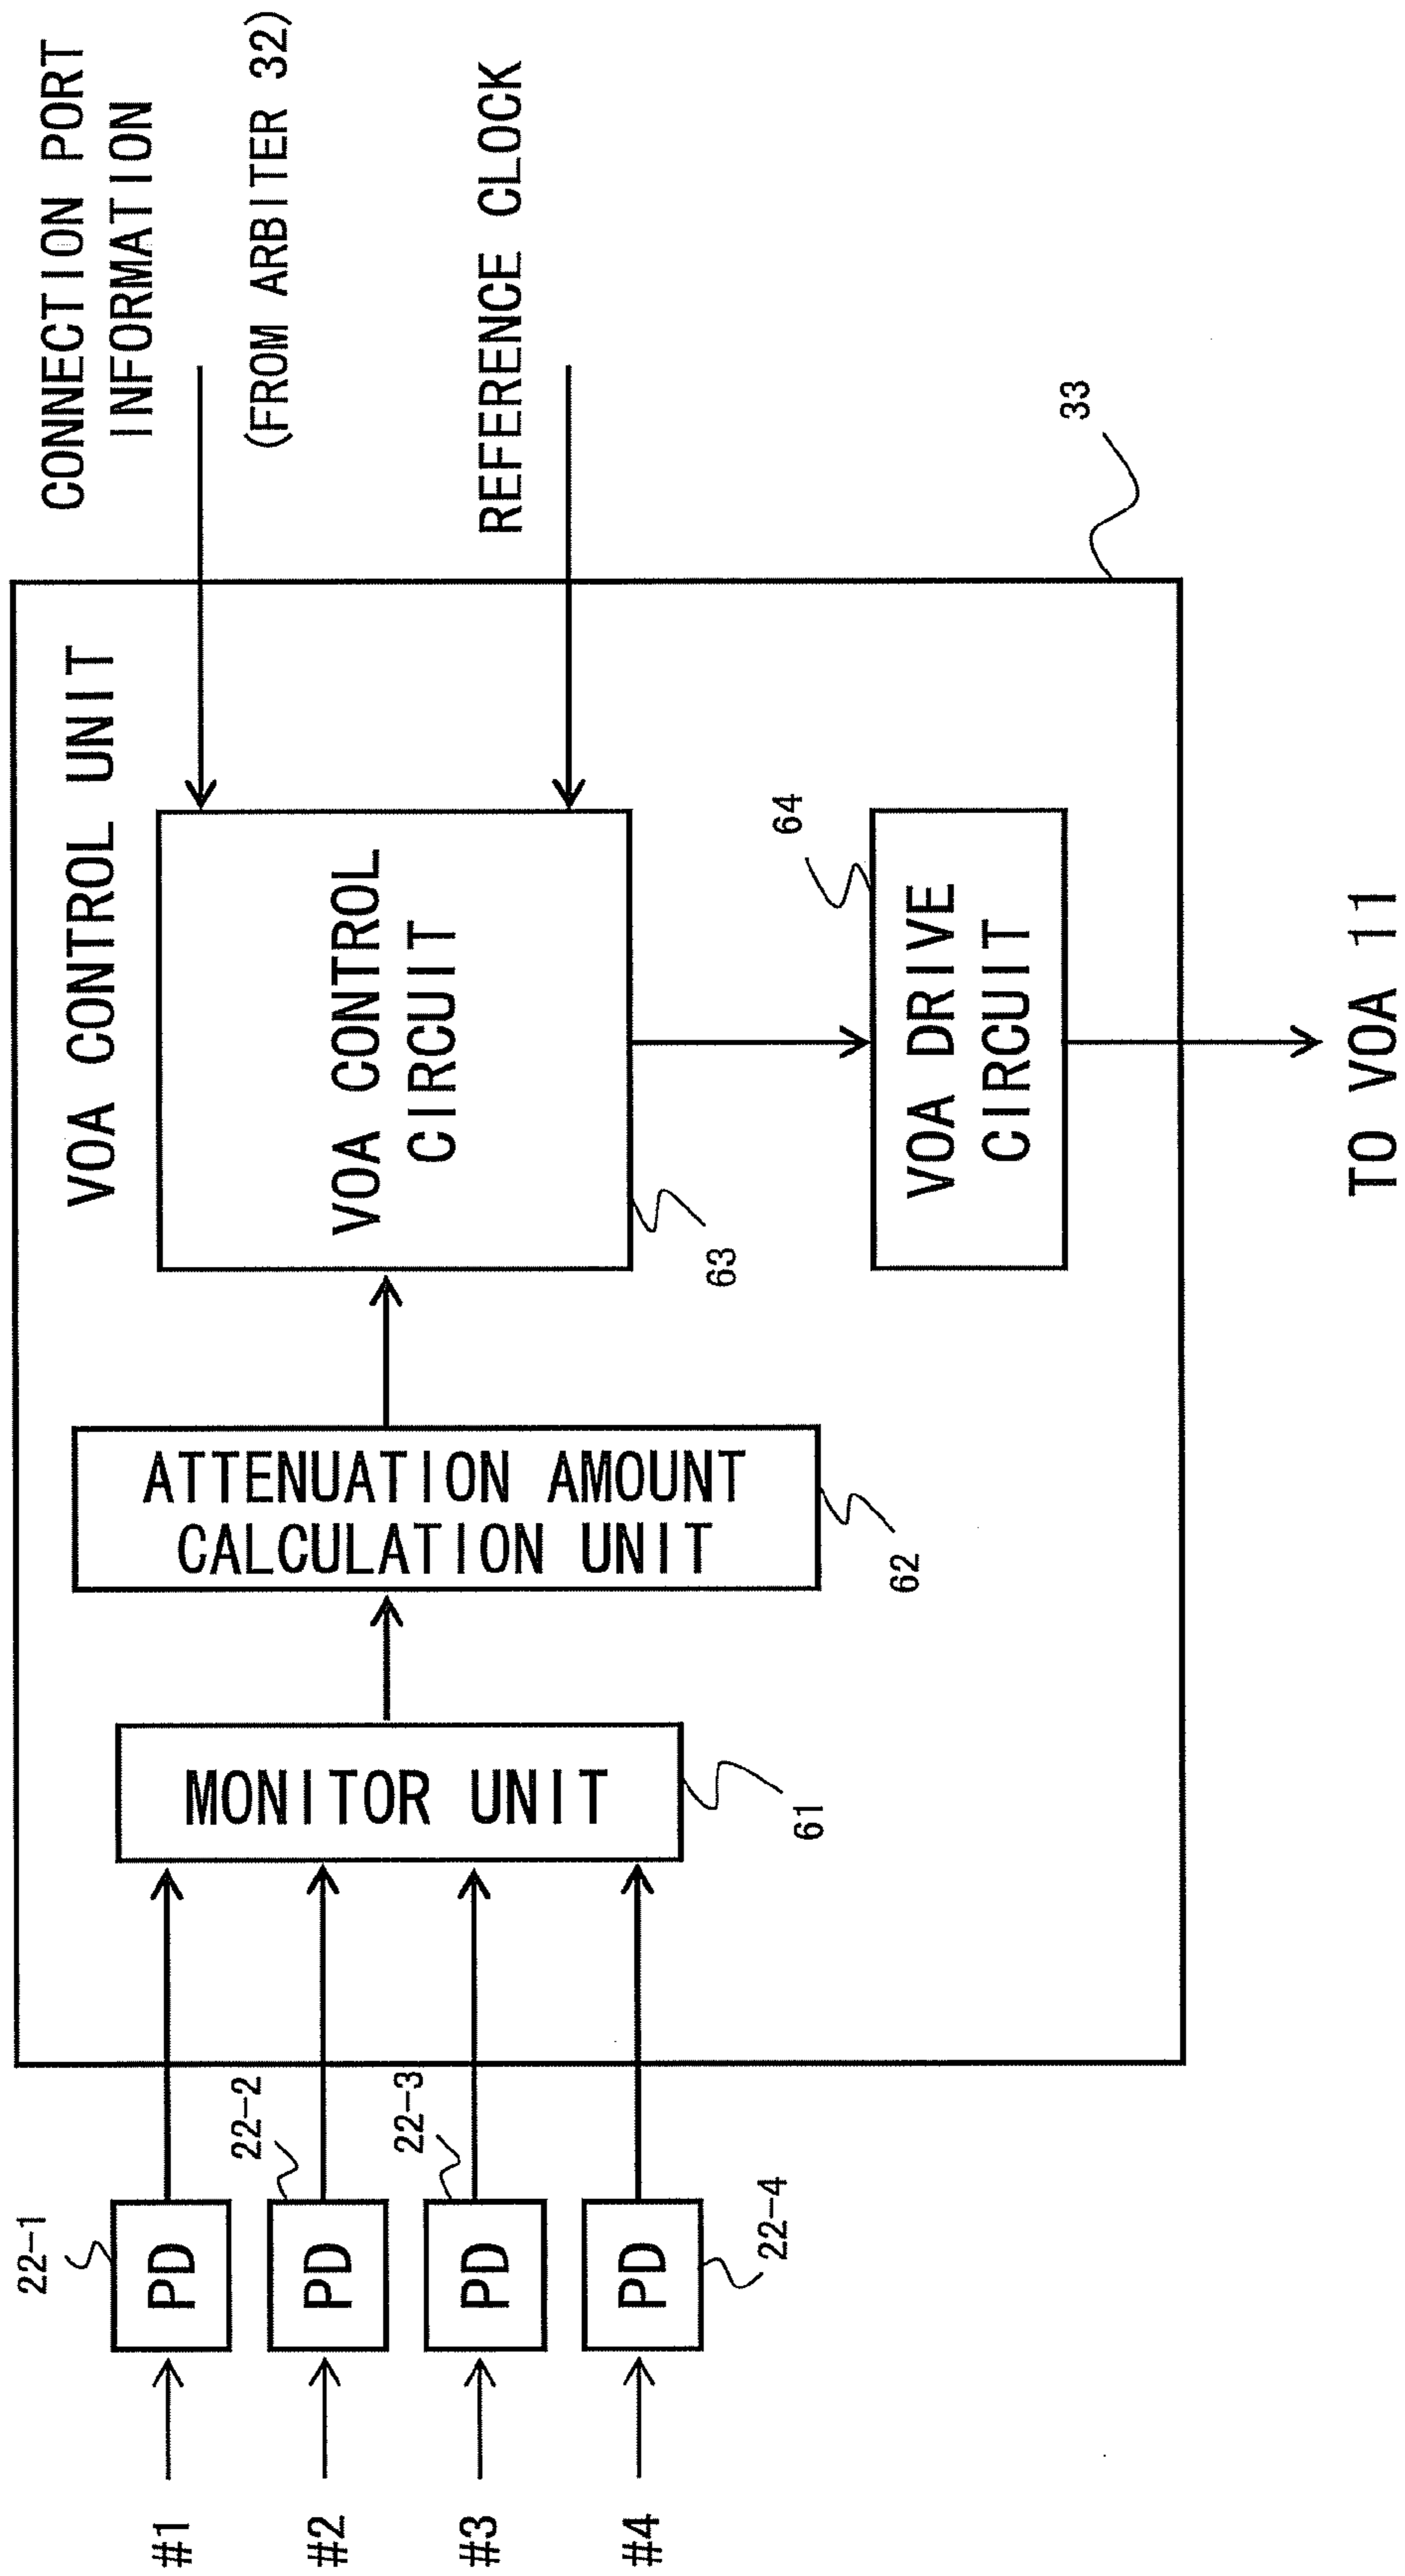 CONNECTION PORT
INFORMATION
(FROM ARBITER 32)
REFERENCE CLOCK
VOA CONTROL UNIT
33
VOA CONTROL
CIRCUIT
63
64
VOA DRIVE
CIRCUIT
TO VOA 11
ATTENUATION AMOUNT
CALCULATION UNIT
62
MONITOR UNIT
61
22-1
PD
#1
22-2
PD
#2
22-3
PD
#3
22-4
PD
#4